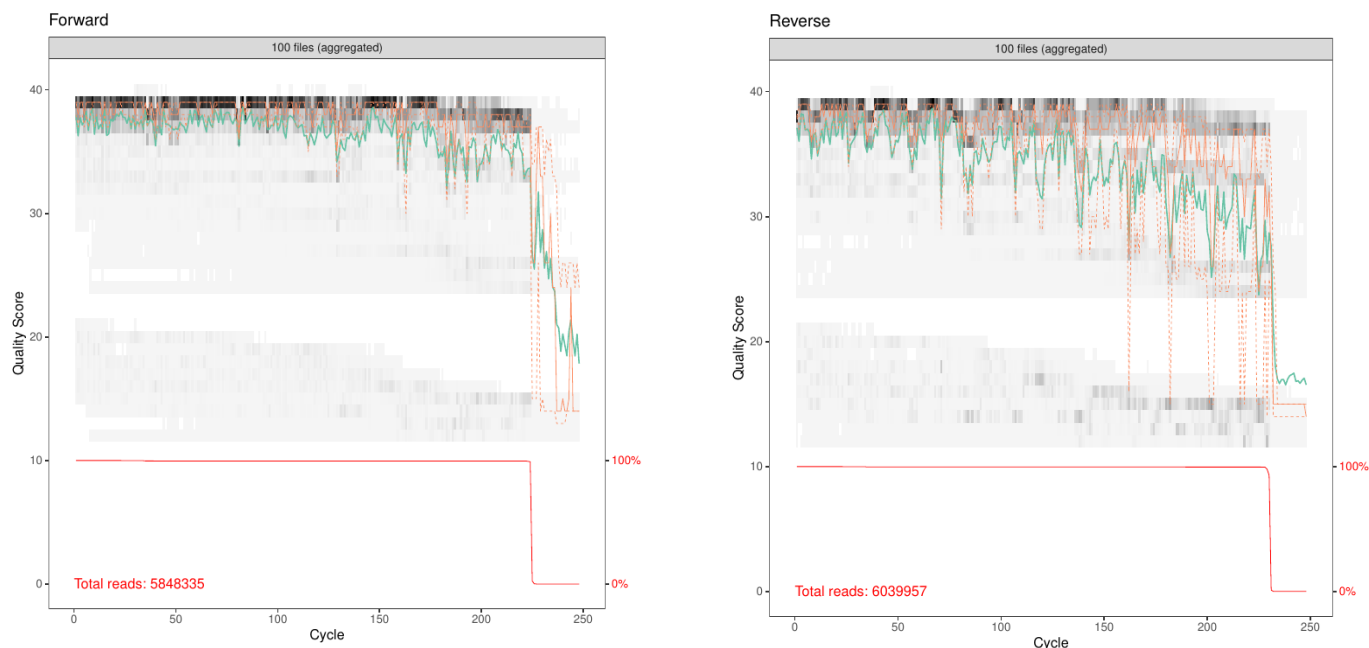 Forward
100 files (aggregated)
40
30
20
10
0
Quality Score
100%
0%
Total reads: 5848335
0
50
100
150
200
250
Cycle
Reverse
100 files (aggregated)
40
30
20
10
0
Quality Score
100%
0%
Total reads: 6039957
0
50
100
150
200
250
Cycle